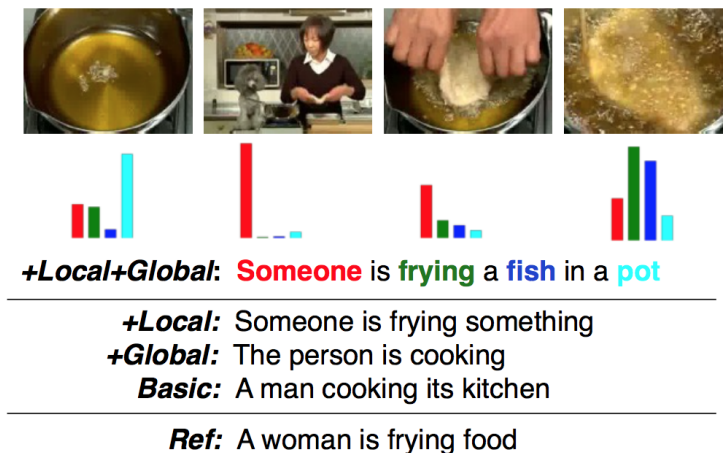 +Local+Global: Someone is frying a fish in a pot
+Local: Someone is frying something
+Global: The person is cooking
Basic: A man cooking its kitchen
Ref: A woman is frying food